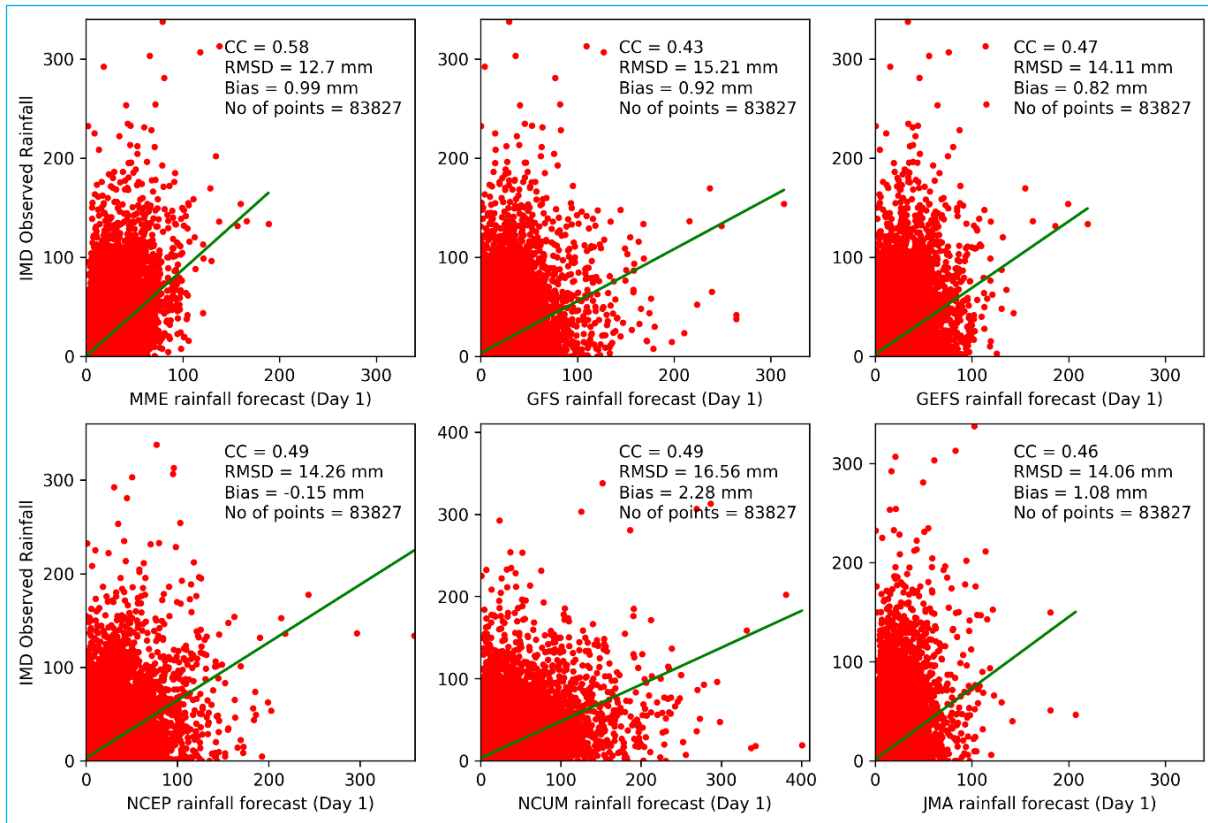 CC = 0.58
RMSD = 12.7 mm
Bias = 0.99 mm
No of points = 83827
IMD Observed Rainfall
300
200
100
0
0 100 200 300
MME rainfall forecast (Day 1)
CC = 0.43
RMSD = 15.21 mm
Bias = 0.92 mm
No of points = 83827
300
200
100
0
0 100 200 300
GFS rainfall forecast (Day 1)
CC = 0.47
RMSD = 14.11 mm
Bias = 0.82 mm
No of points = 83827
300
200
100
0
0 100 200 300
GEFS rainfall forecast (Day 1)
CC = 0.49
RMSD = 14.26 mm
Bias = -0.15 mm
No of points = 83827
IMD Observed Rainfall
300
200
100
0
0 100 200 300
NCEP rainfall forecast (Day 1)
CC = 0.49
RMSD = 16.56 mm
Bias = 2.28 mm
No of points = 83827
400
300
200
100
0
0 100 200 300 400
NCUM rainfall forecast (Day 1)
CC = 0.46
RMSD = 14.06 mm
Bias = 1.08 mm
No of points = 83827
300
200
100
0
0 100 200 300
JMA rainfall forecast (Day 1)